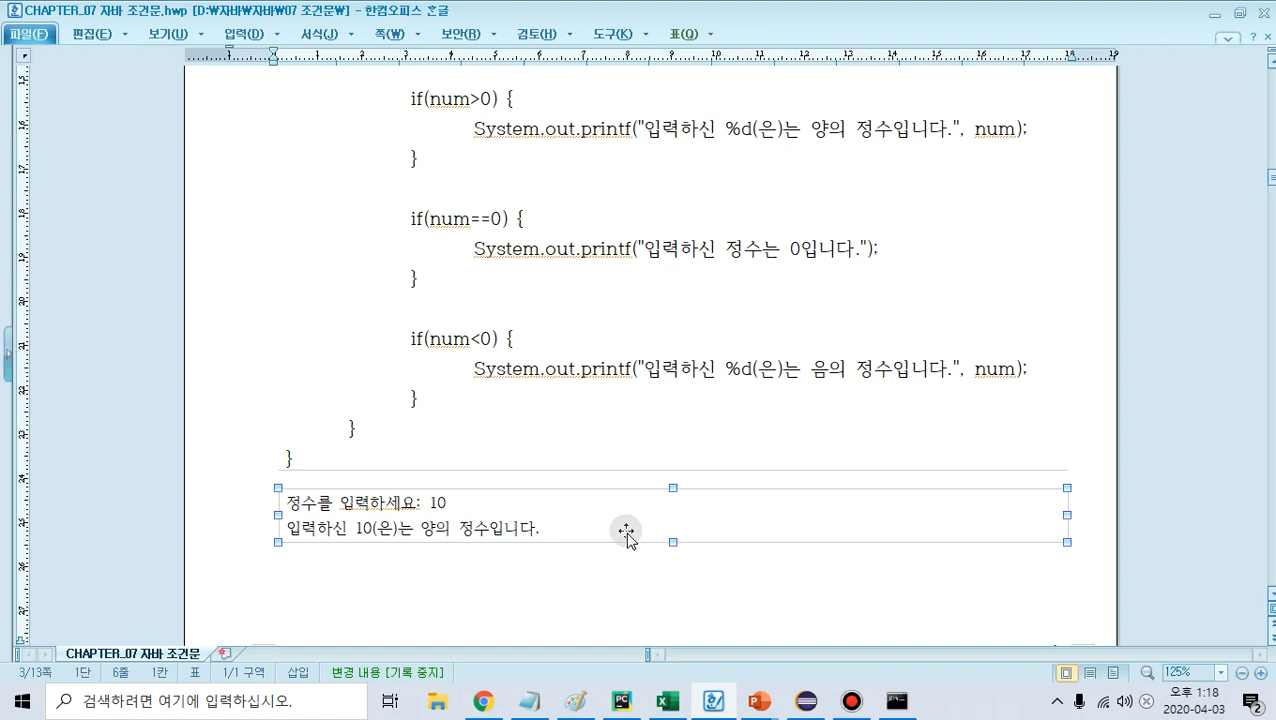 CHAPTER_07 자바 조건문.hwp [D:\자바\자바\07 조건문\] - 한컴오피스 한글
파일(F) 편집(E) 보기(U) 입력(D) 서식(J) 쪽(W) 보안(B) 검토(H) 도구(K) 표(Q)
if(num>0) {
System.out.printf("입력하신 %d(은)는 양의 정수입니다.", num);
}
if(num==0) {
System.out.printf("입력하신 정수는 0입니다.");
}
if(num<0) {
System.out.printf("입력하신 %d(은)는 음의 정수입니다.", num);
}
}
}
정수를 입력하세요: 10
입력하신 10(은)는 양의 정수입니다.
CHAPTER_07 자바 조건문
3/13쪽 1단 6줄 1칸 표 1/1 구역 삽입 변경 내용 [기록 중지] 125%
검색하려면 여기에 입력하십시오.
오후 1:18
2020-04-03